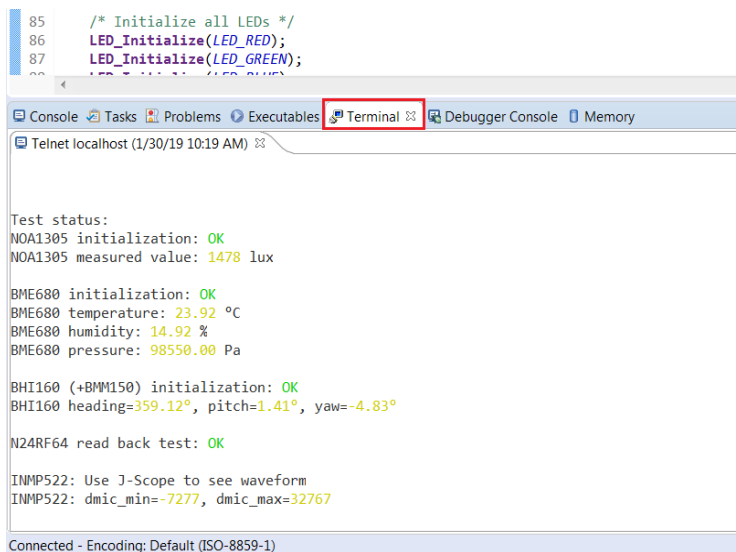 85 /* Initialize all LEDs */
86 LED_Initialize(LED_RED);
87 LED_Initialize(LED_GREEN);
Console Tasks Problems Executables Terminal Debugger Console Memory
Telnet localhost (1/30/19 10:19 AM)
Test status:
NOA1305 initialization: OK
NOA1305 measured value: 1478 lux
BME680 initialization: OK
BME680 temperature: 23.92 ºC
BME680 humidity: 14.92 %
BME680 pressure: 98550.00 Pa
BHI160 (+BMM150) initialization: OK
BHI160 heading=359.12º, pitch=1.41º, yaw=-4.83º
N24RF64 read back test: OK
INMP522: Use J-Scope to see waveform
INMP522: dmic_min=-7277, dmic_max=32767
Connected - Encoding: Default (ISO-8859-1)